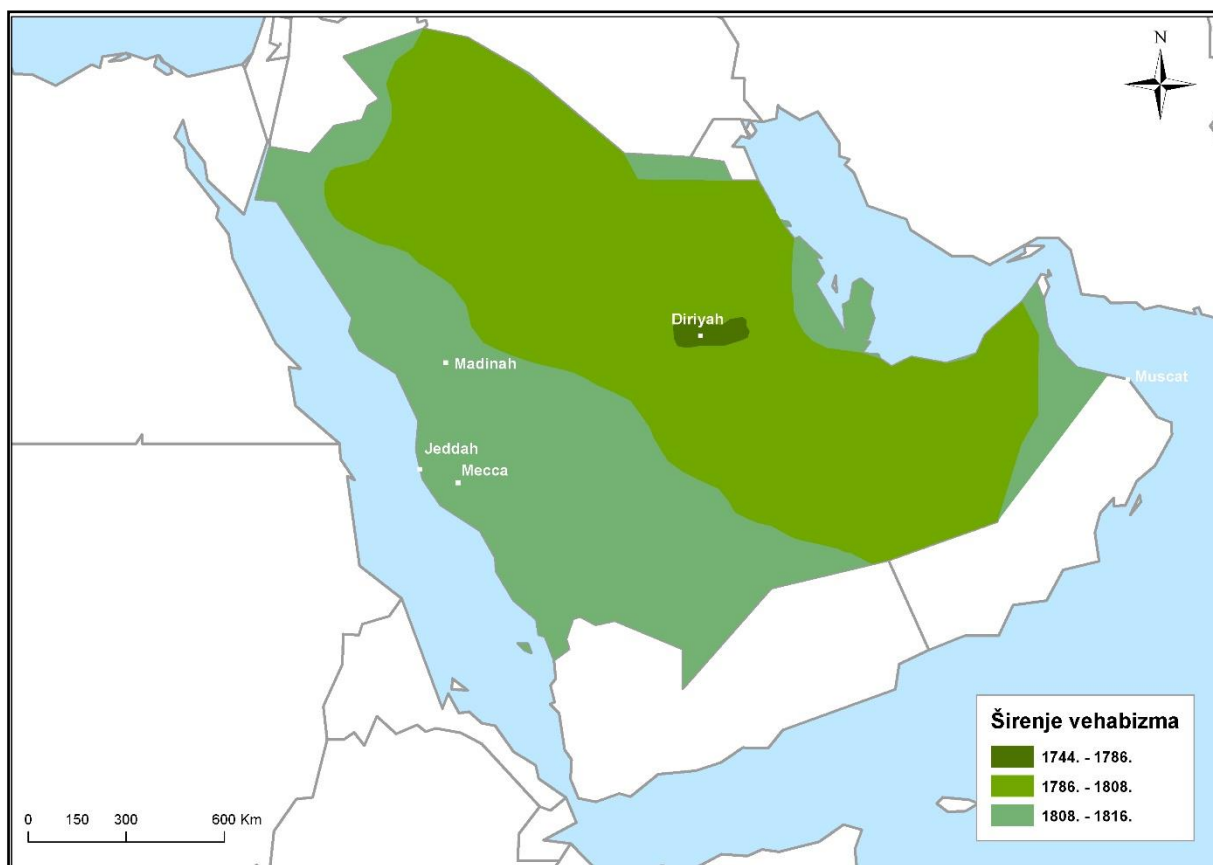 N
Diriyah
Madinah
Muscat
Jeddah
Mecca
Širenje vehabizma
1744. - 1786.
1786. - 1808.
1808. - 1816.
0 150 300 600 Km